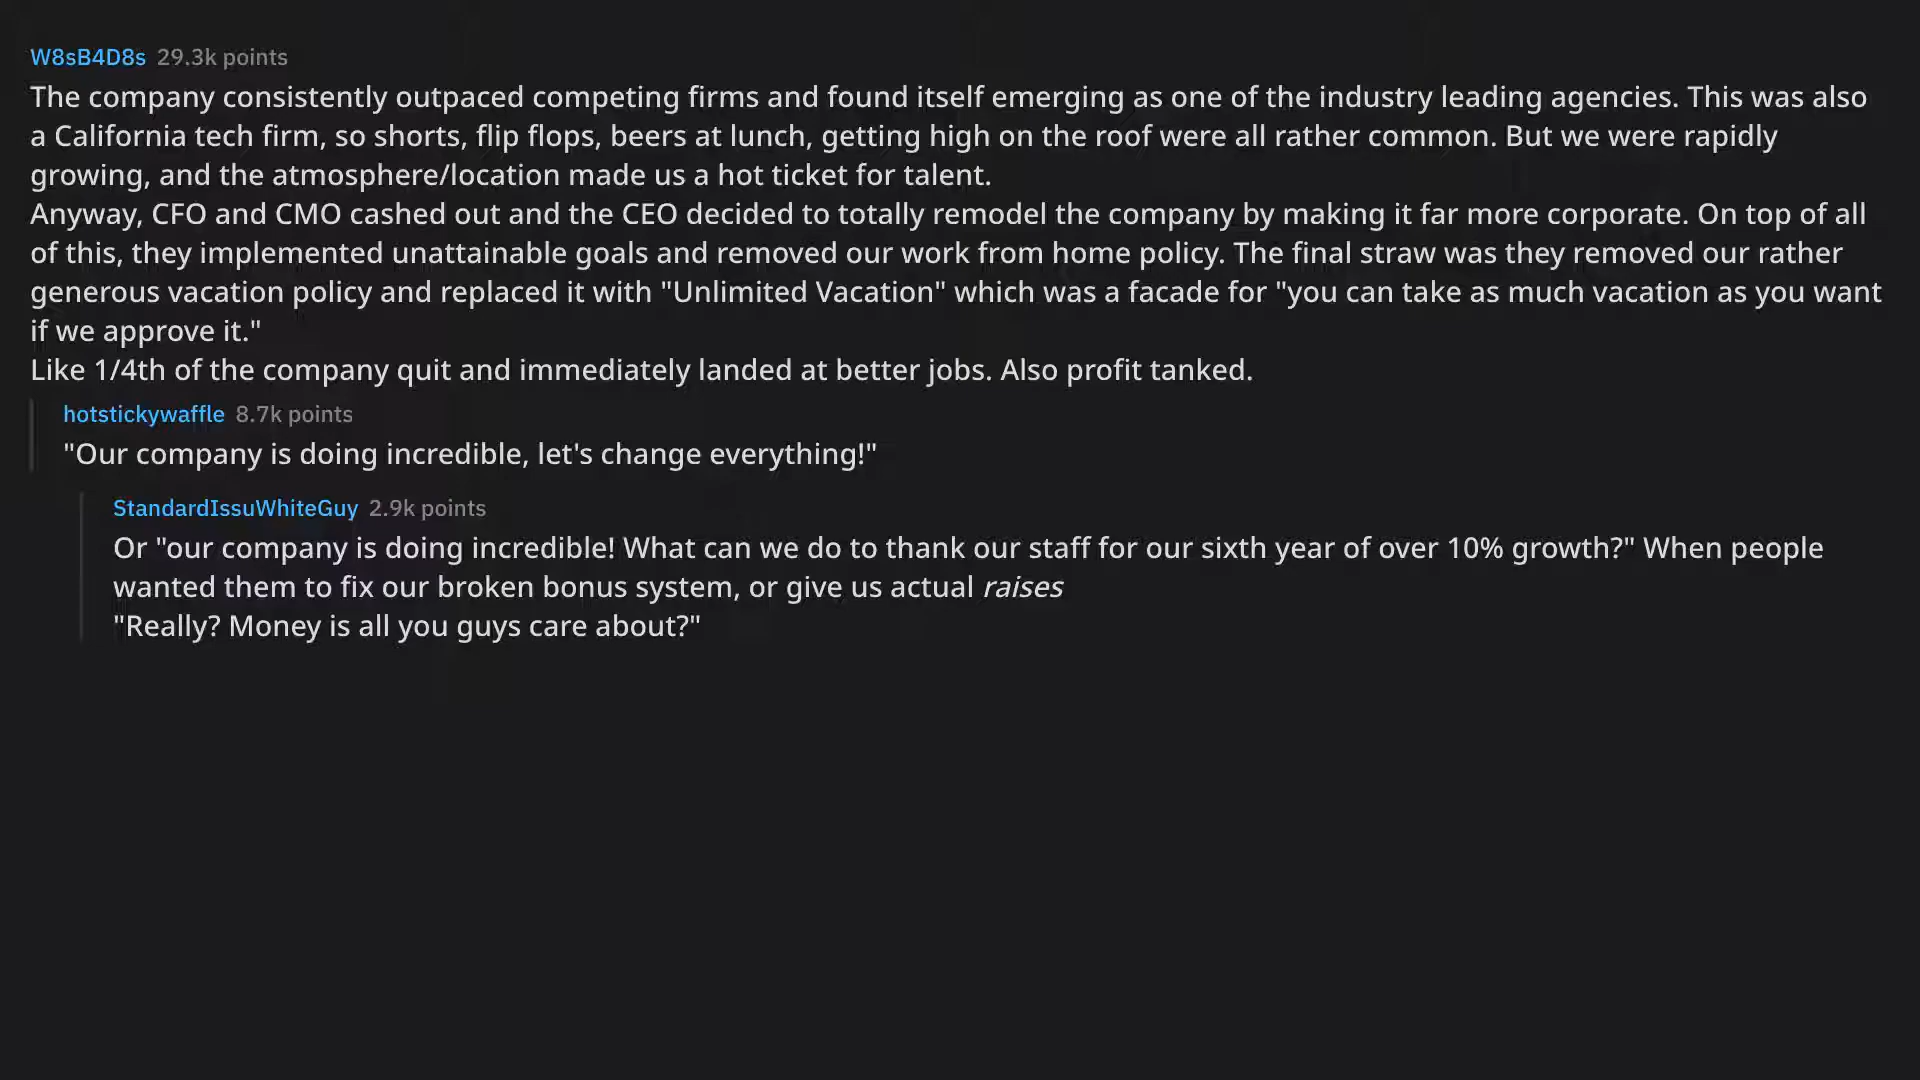 W8sB4D8s 29.3k points
The company consistently outpaced competing firms and found itself emerging as one of the industry leading agencies. This was also
a California tech firm, so shorts, flip flops, beers at lunch, getting high on the roof were all rather common. But we were rapidly
growing, and the atmosphere/location made us a hot ticket for talent.
Anyway, CFO and CMO cashed out and the CEO decided to totally remodel the company by making it far more corporate. On top of all
of this, they implemented unattainable goals and removed our work from home policy. The final straw was they removed our rather
generous vacation policy and replaced it with "Unlimited Vacation" which was a facade for "you can take as much vacation as you want
if we approve it."
Like 1/4th of the company quit and immediately landed at better jobs. Also profit tanked.
hotstickywaffle 8.7k points
"Our company is doing incredible, let's change everything!"
StandardIssuWhiteGuy 2.9k points
Or "our company is doing incredible! What can we do to thank our staff for our sixth year of over 10% growth?" When people
wanted them to fix our broken bonus system, or give us actual raises
"Really? Money is all you guys care about?"